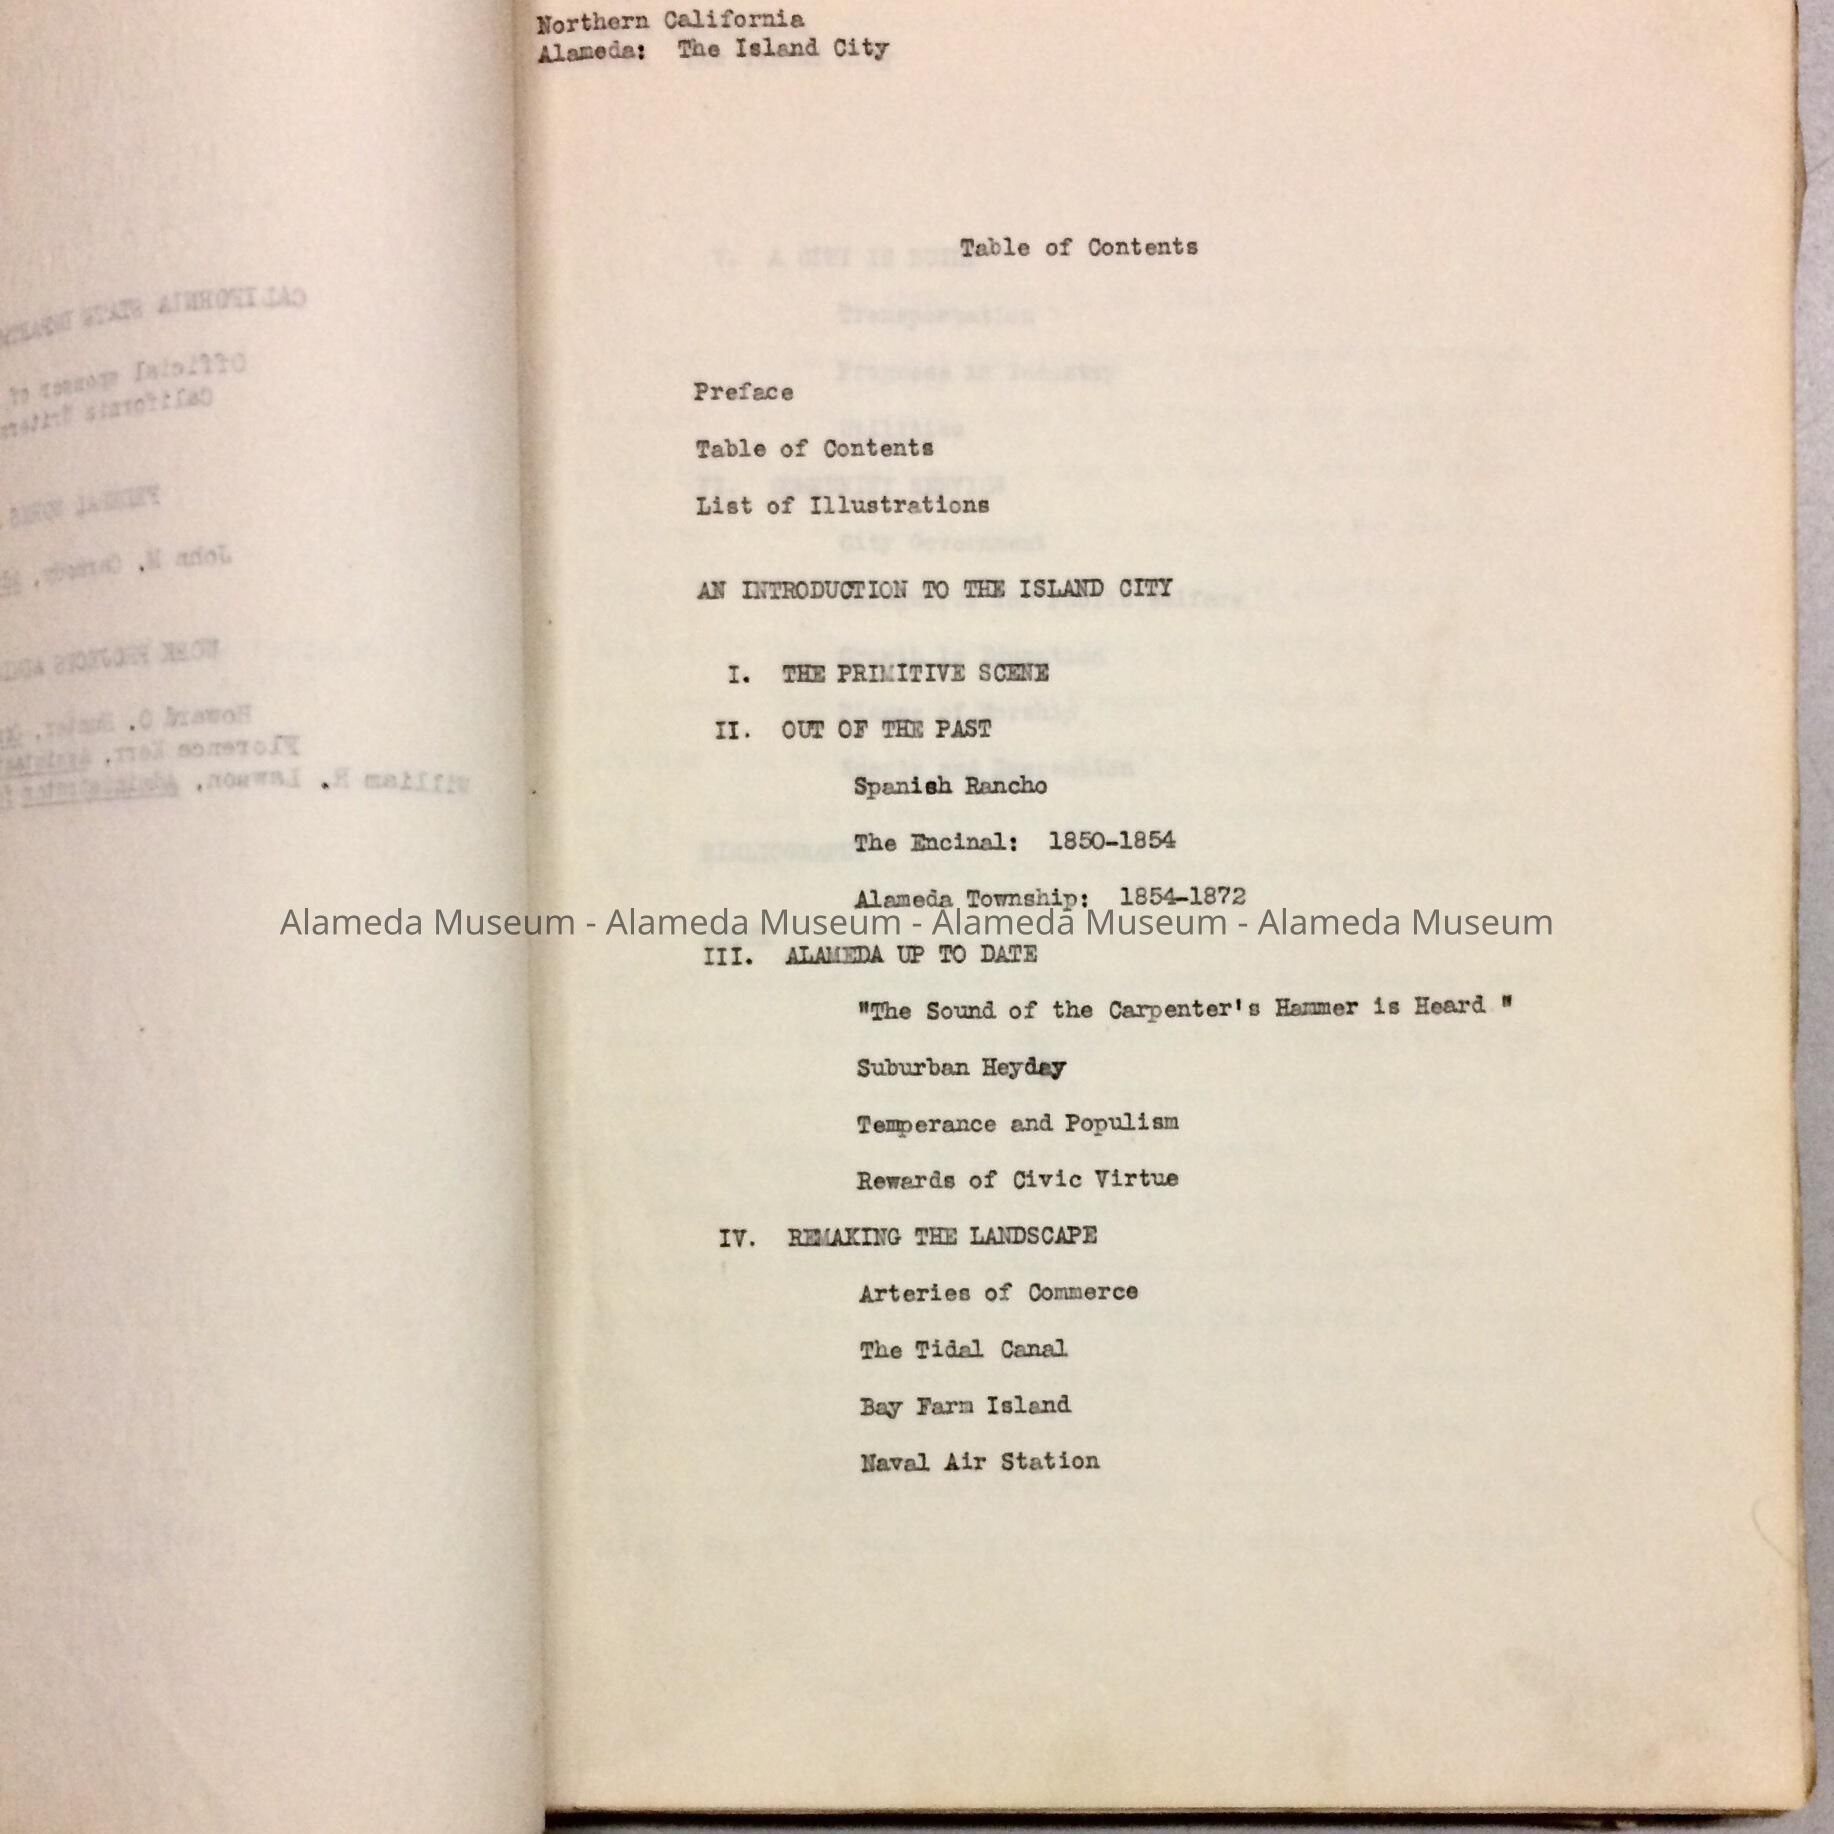 Northern California
Alameda: The Island City
Table of Contents
Preface
Table of Contents
List of Illustrations
AN INTRODUCTION TO THE ISLAND CITY
I. THE PRIMITIVE SCENE
II. OUT OF THE PAST
Spanish Rancho
The Encinal: 1850-1854
Alameda Township: 1854-1872
Alameda Museum - Alameda Museum - Alameda Museum - Alameda Museum
III. ALAMEDA UP TO DATE
"The Sound of the Carpenter's Hammer is Heard "
Suburban Heyday
Temperance and Populism
Rewards of Civic Virtue
IV. REMAKING THE LANDSCAPE
Arteries of Commerce
The Tidal Canal
Bay Farm Island
Naval Air Station